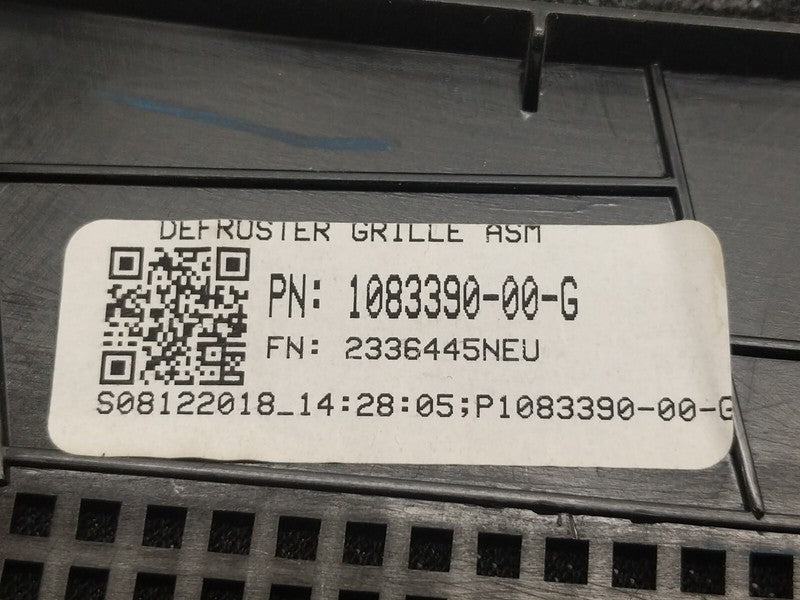 DEFROSTER GRILLE ASM
PN: 1083390-00-G
FN: 2336445NEU
S08122018_14:28:05;P1083390-00-G